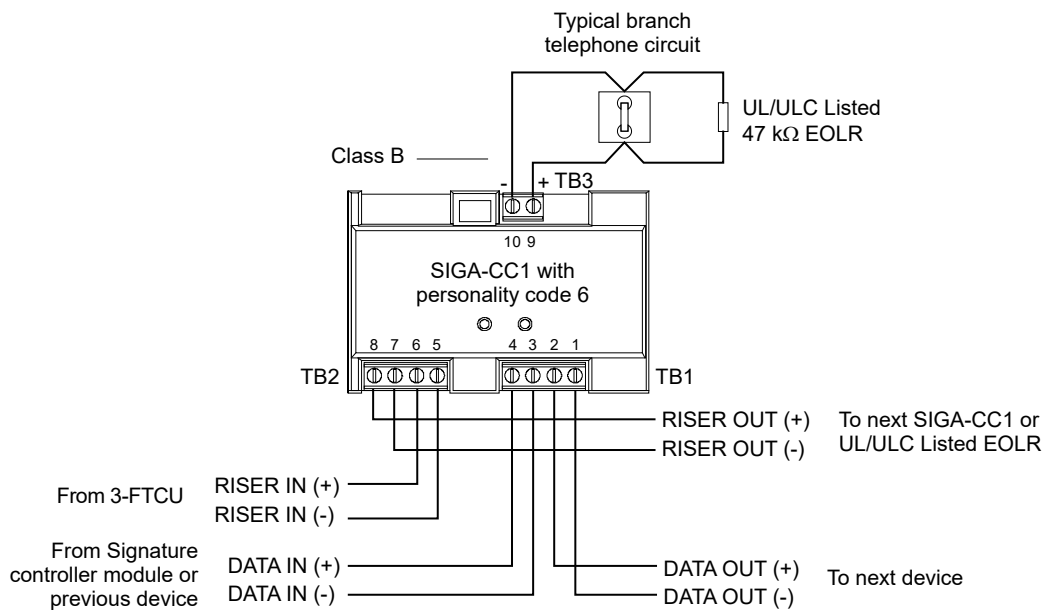 Typical branch
telephone circuit
UL/ULC Listed
47 kΩ EOLR
Class B
- + TB3
10 9
SIGA-CC1 with
personality code 6
8 7 6 5 4 3 2 1
TB2
TB1
RISER OUT (+)
RISER OUT (-)
To next SIGA-CC1 or
UL/ULC Listed EOLR
From 3-FTCU
RISER IN (+)
RISER IN (-)
From Signature
controller module or
previous device
DATA IN (+)
DATA IN (-)
DATA OUT (+)
DATA OUT (-)
To next device